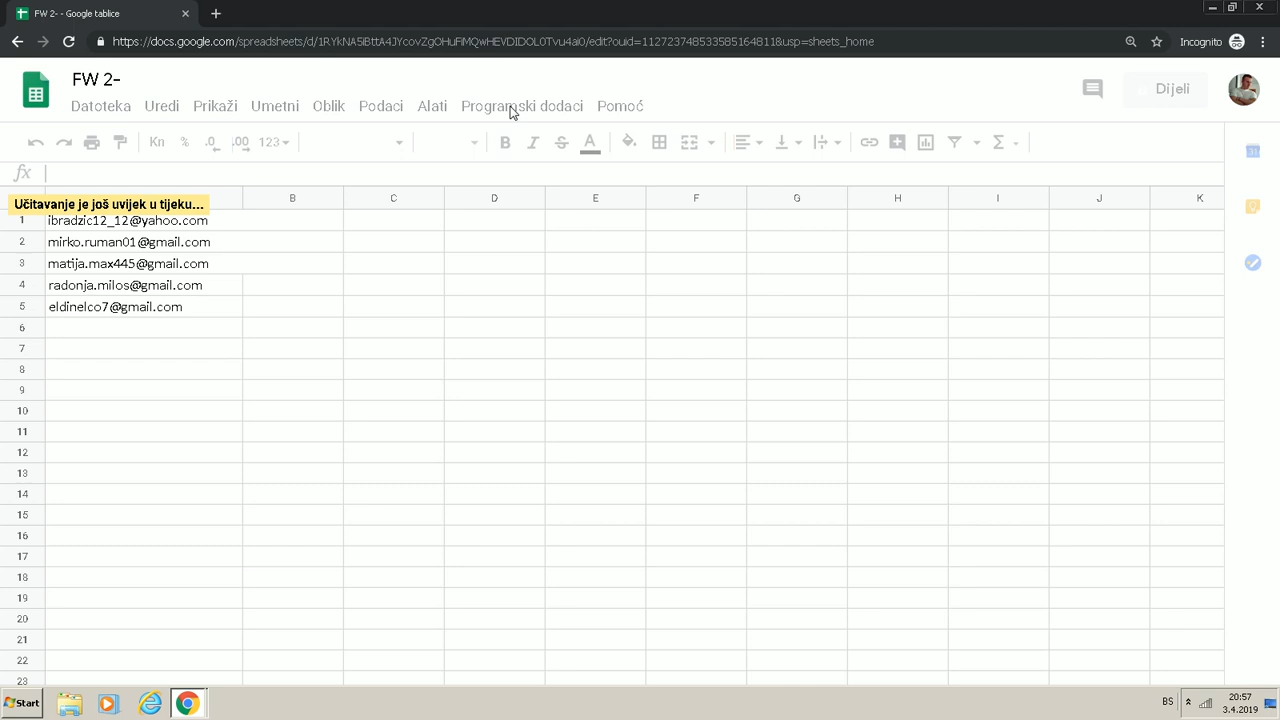 FW 2- - Google tablice
https://docs.google.com/spreadsheets/d/1RYkNA5iBttA4JYcovZgOHuFiMQwHEVDIDOL0Tvu4ai0/edit?ouid=112723748533585164811&usp=sheets_home
Incognito
FW 2-
Datoteka Uredi Prikaži Umetni Oblik Podaci Alati Programski dodaci Pomoć
Dijeli
Kn % .0 .00 123 B I S A
fx
Učitavanje je još uvijek u tijeku...
B C D E F G H I J K
1 ibradzic12_12@yahoo.com
2 mirko.ruman01@gmail.com
3 matija.max445@gmail.com
4 radonja.milos@gmail.com
5 eldinelco7@gmail.com
6
7
8
9
10
11
12
13
14
15
16
17
18
19
20
21
22
23
Start
BS
20:57
3.4.2019